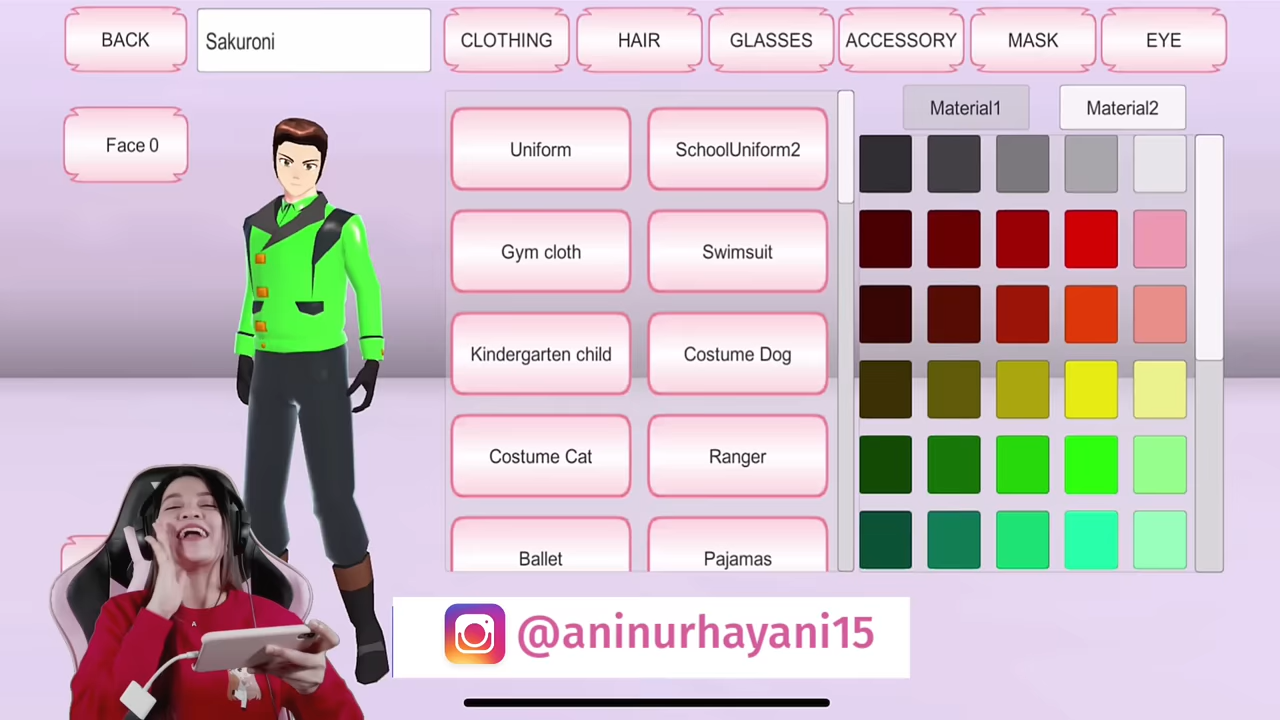 BACK
Sakuroni
CLOTHING
HAIR
GLASSES
ACCESSORY
MASK
EYE
Face 0
Uniform
SchoolUniform2
Gym cloth
Swimsuit
Kindergarten child
Costume Dog
Costume Cat
Ranger
Ballet
Pajamas
Material1
Material2
@aninurhayani15